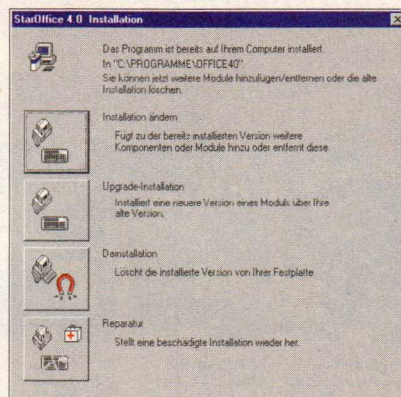 StarOffice 4.0 Installation
Das Programm ist bereits auf Ihrem Computer installiert.
In "C:\PROGRAMME\OFFICE40".
Sie können jetzt weitere Module hinzufügen/entfernen oder die alte
Installation löschen.
Installation ändern
Fügt zu der bereits installierten Version weitere
Komponenten oder Module hinzu oder entfernt diese.
Upgrade-Installation
Installiert eine neuere Version eines Moduls über Ihre
alte Version.
Deinstallation
Löscht die installierte Version von Ihrer Festplatte
Reparatur
Stellt eine beschädigte Installation wieder her.